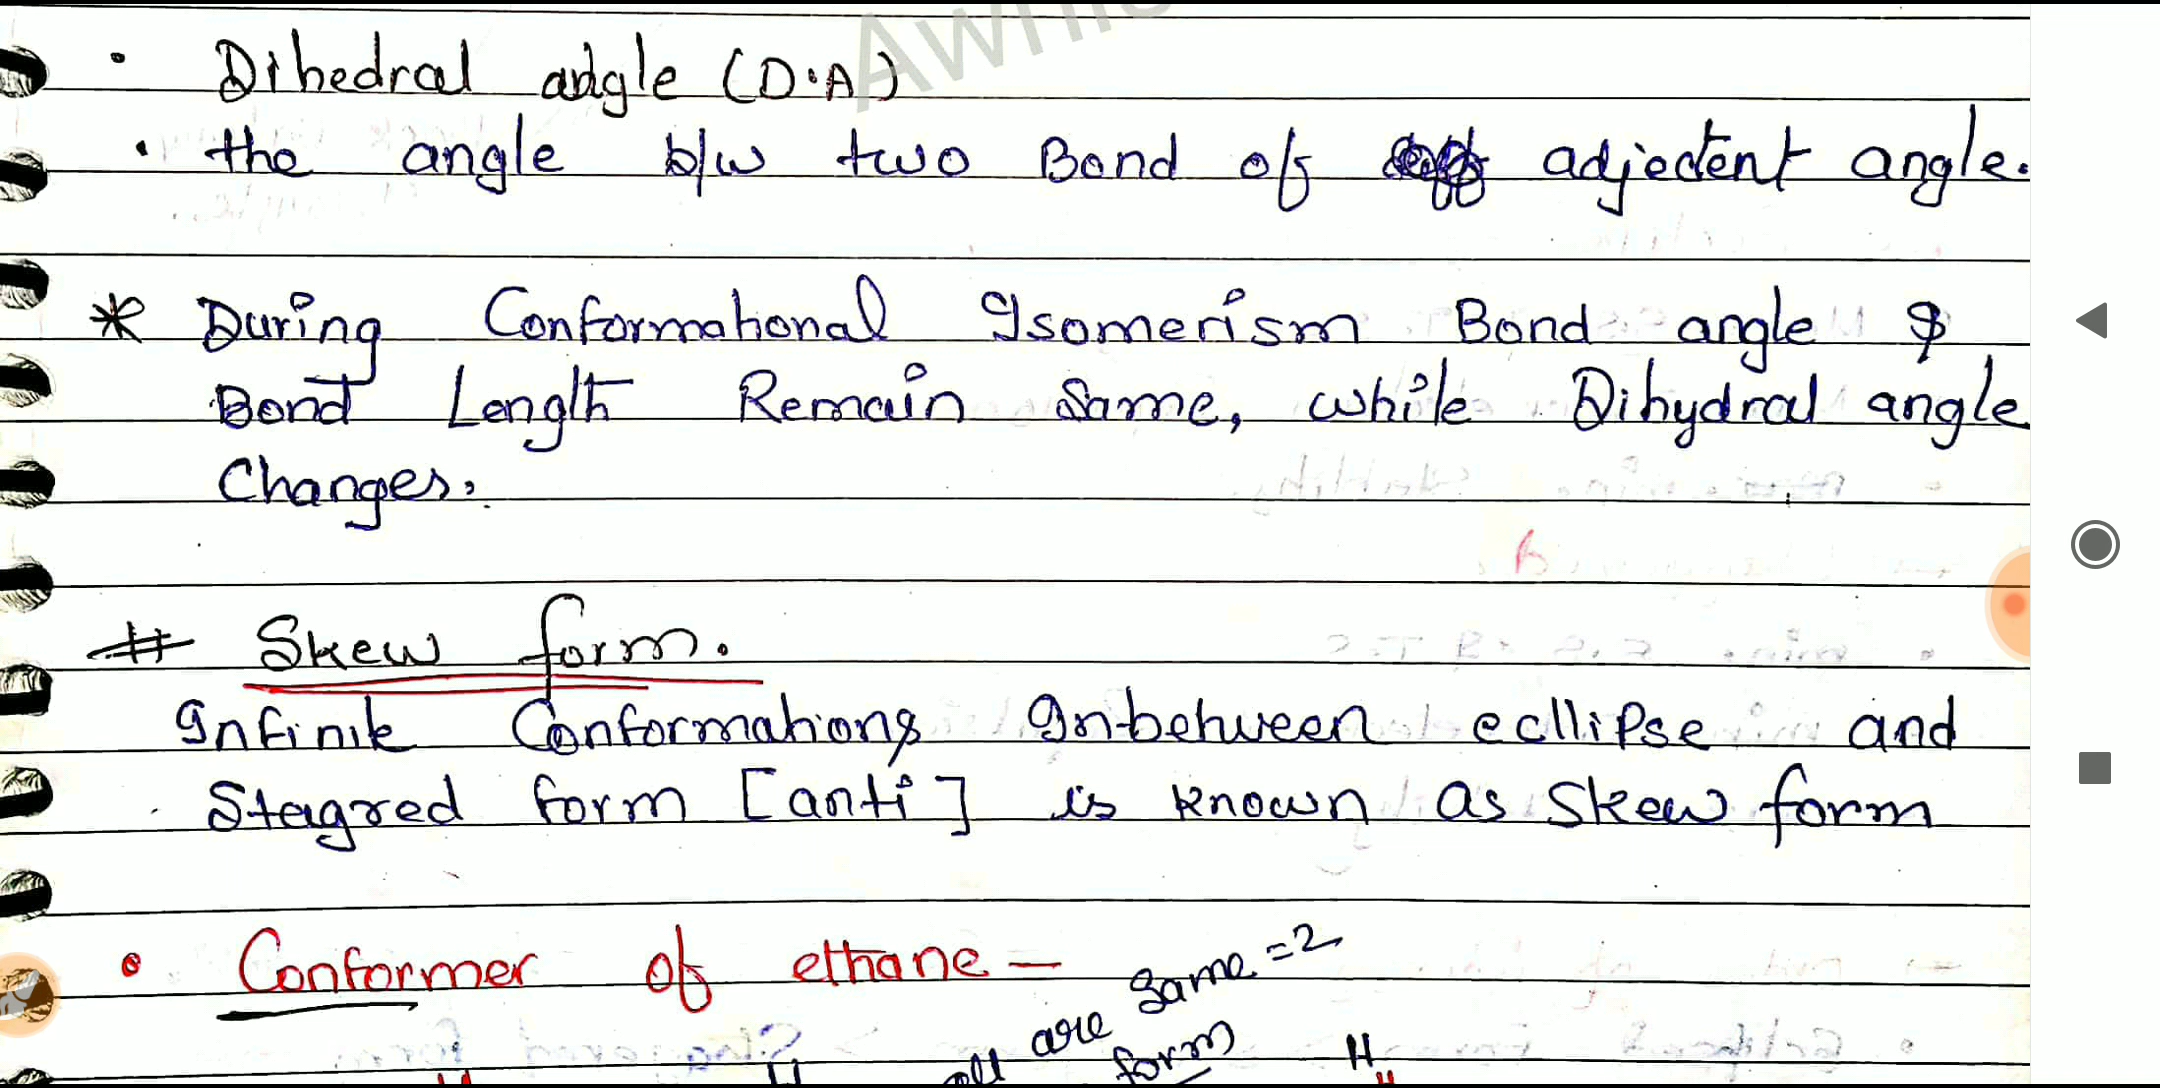 • Dihedral angle (D.A)
• the angle b/w two Bond of adjedent angle.
* During Conformational Isomerism Bond angle &
Bond Length Remain Same, while Dihydral angle
Changes.
# Skew form.
Infinite Conformations Inbetween ecllipse and
Stagred form [anti] is known as Skew form
• Conformer of ethane —
all are same = 2
form
H